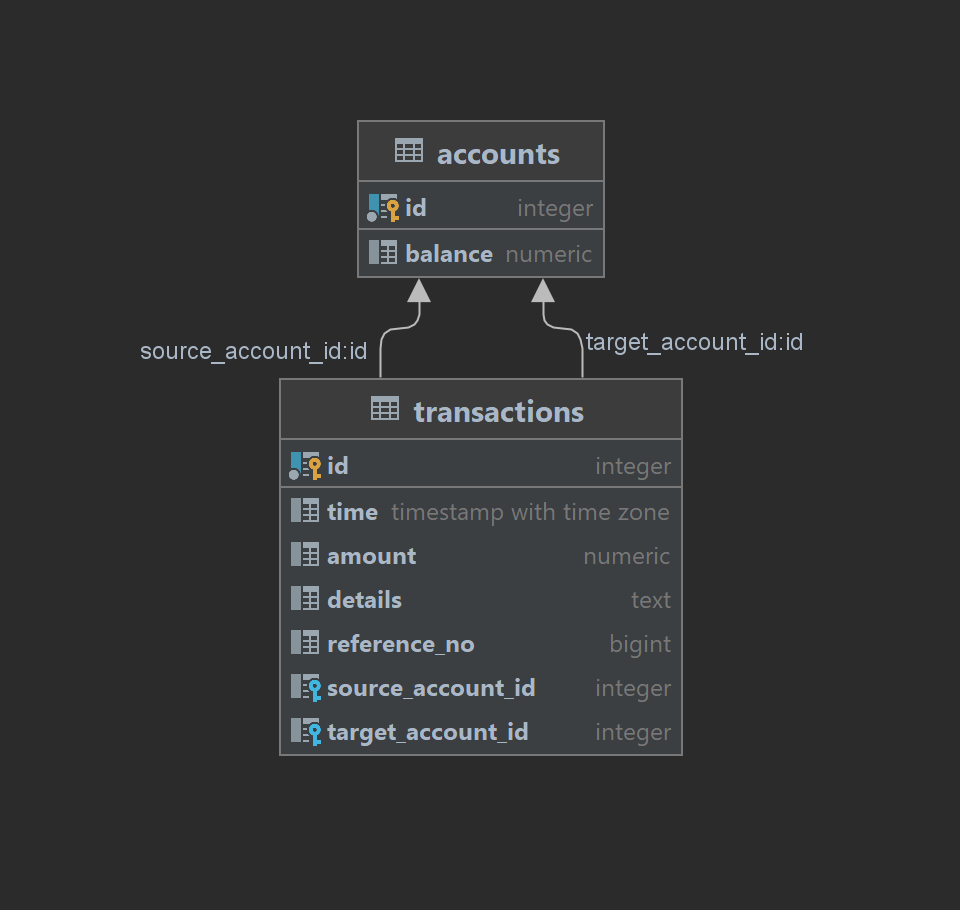 accounts
id integer
balance numeric
source_account_id:id
target_account_id:id
transactions
id integer
time timestamp with time zone
amount numeric
details text
reference_no bigint
source_account_id integer
target_account_id integer